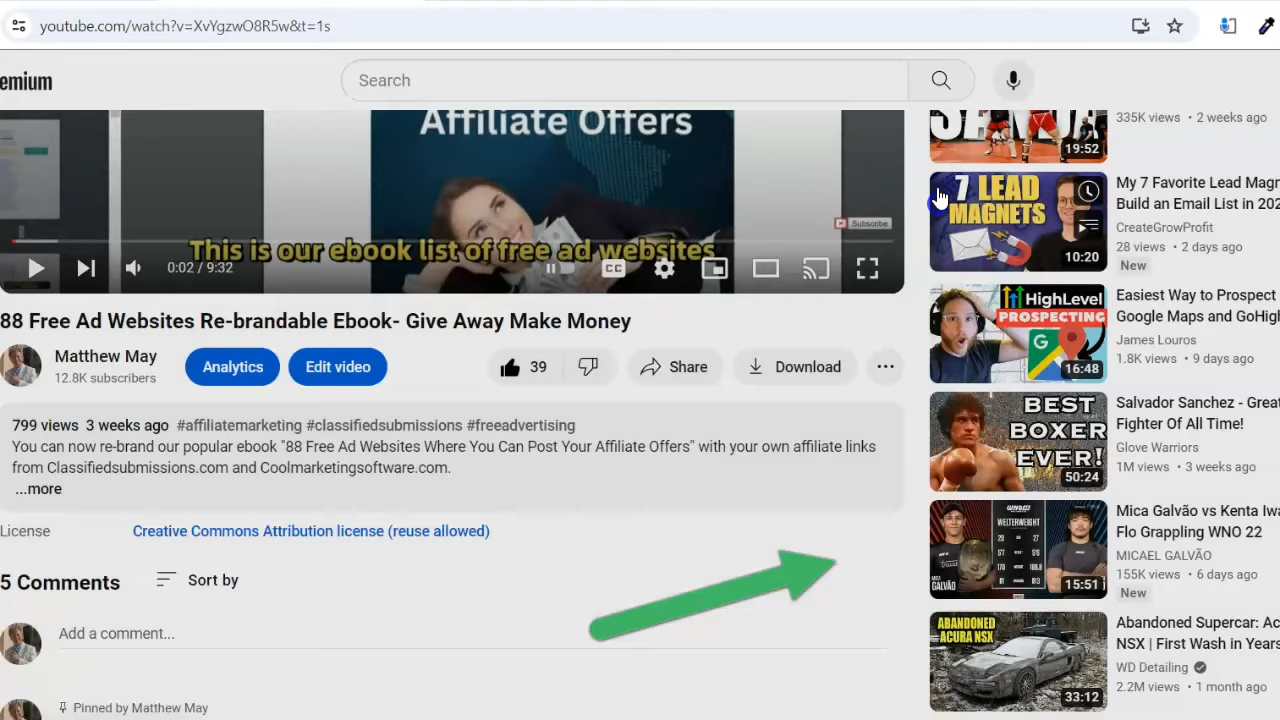 youtube.com/watch?v=XvYgzwO8R5w&t=1s
emium
Search
Affiliate Offers
This is our ebook list of free ad websites
Subscribe
0:02 / 9:32
CC
88 Free Ad Websites Re-brandable Ebook- Give Away Make Money
Matthew May
12.8K subscribers
Analytics
Edit video
39
Share
Download
799 views 3 weeks ago #affiliatemarketing #classifiedsubmissions #freeadvertising
You can now re-brand our popular ebook "88 Free Ad Websites Where You Can Post Your Affiliate Offers" with your own affiliate links
from Classifiedsubmissions.com and Coolmarketingsoftware.com.
...more
License
Creative Commons Attribution license (reuse allowed)
5 Comments
Sort by
Add a comment...
Pinned by Matthew May
19:52
335K views • 2 weeks ago
7 LEAD
MAGNETS
10:20
My 7 Favorite Lead Magn
Build an Email List in 202
CreateGrowProfit
28 views • 2 days ago
New
HighLevel
PROSPECTING
G
16:48
Easiest Way to Prospect
Google Maps and GoHigh
James Louros
1.8K views • 9 days ago
BEST
BOXER
EVER!
50:24
Salvador Sanchez - Great
Fighter Of All Time!
Glove Warriors
1M views • 3 weeks ago
WELTERWEIGHT
MICA
GALVÃO
15:51
Mica Galvão vs Kenta Iwa
Flo Grappling WNO 22
MICAEL GALVÃO
155K views • 6 days ago
New
ABANDONED
ACURA NSX
33:12
Abandoned Supercar: Ac
NSX | First Wash in Years
WD Detailing
2.2M views • 1 month ago